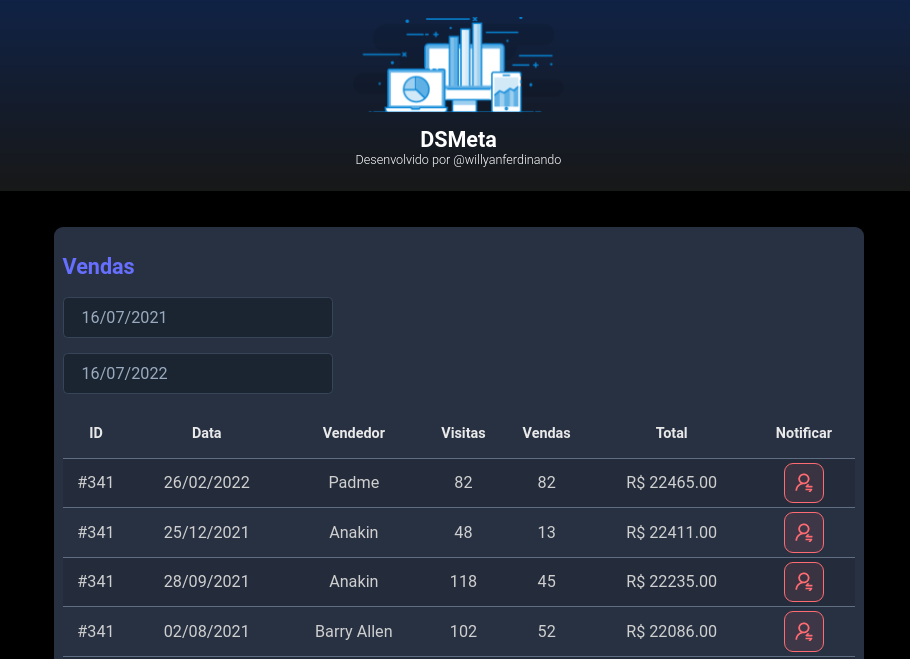 DSMeta
Desenvolvido por @willyanferdinando
Vendas
16/07/2021
16/07/2022
ID Data Vendedor Visitas Vendas Total Notificar
#341 26/02/2022 Padme 82 82 R$ 22465.00
#341 25/12/2021 Anakin 48 13 R$ 22411.00
#341 28/09/2021 Anakin 118 45 R$ 22235.00
#341 02/08/2021 Barry Allen 102 52 R$ 22086.00